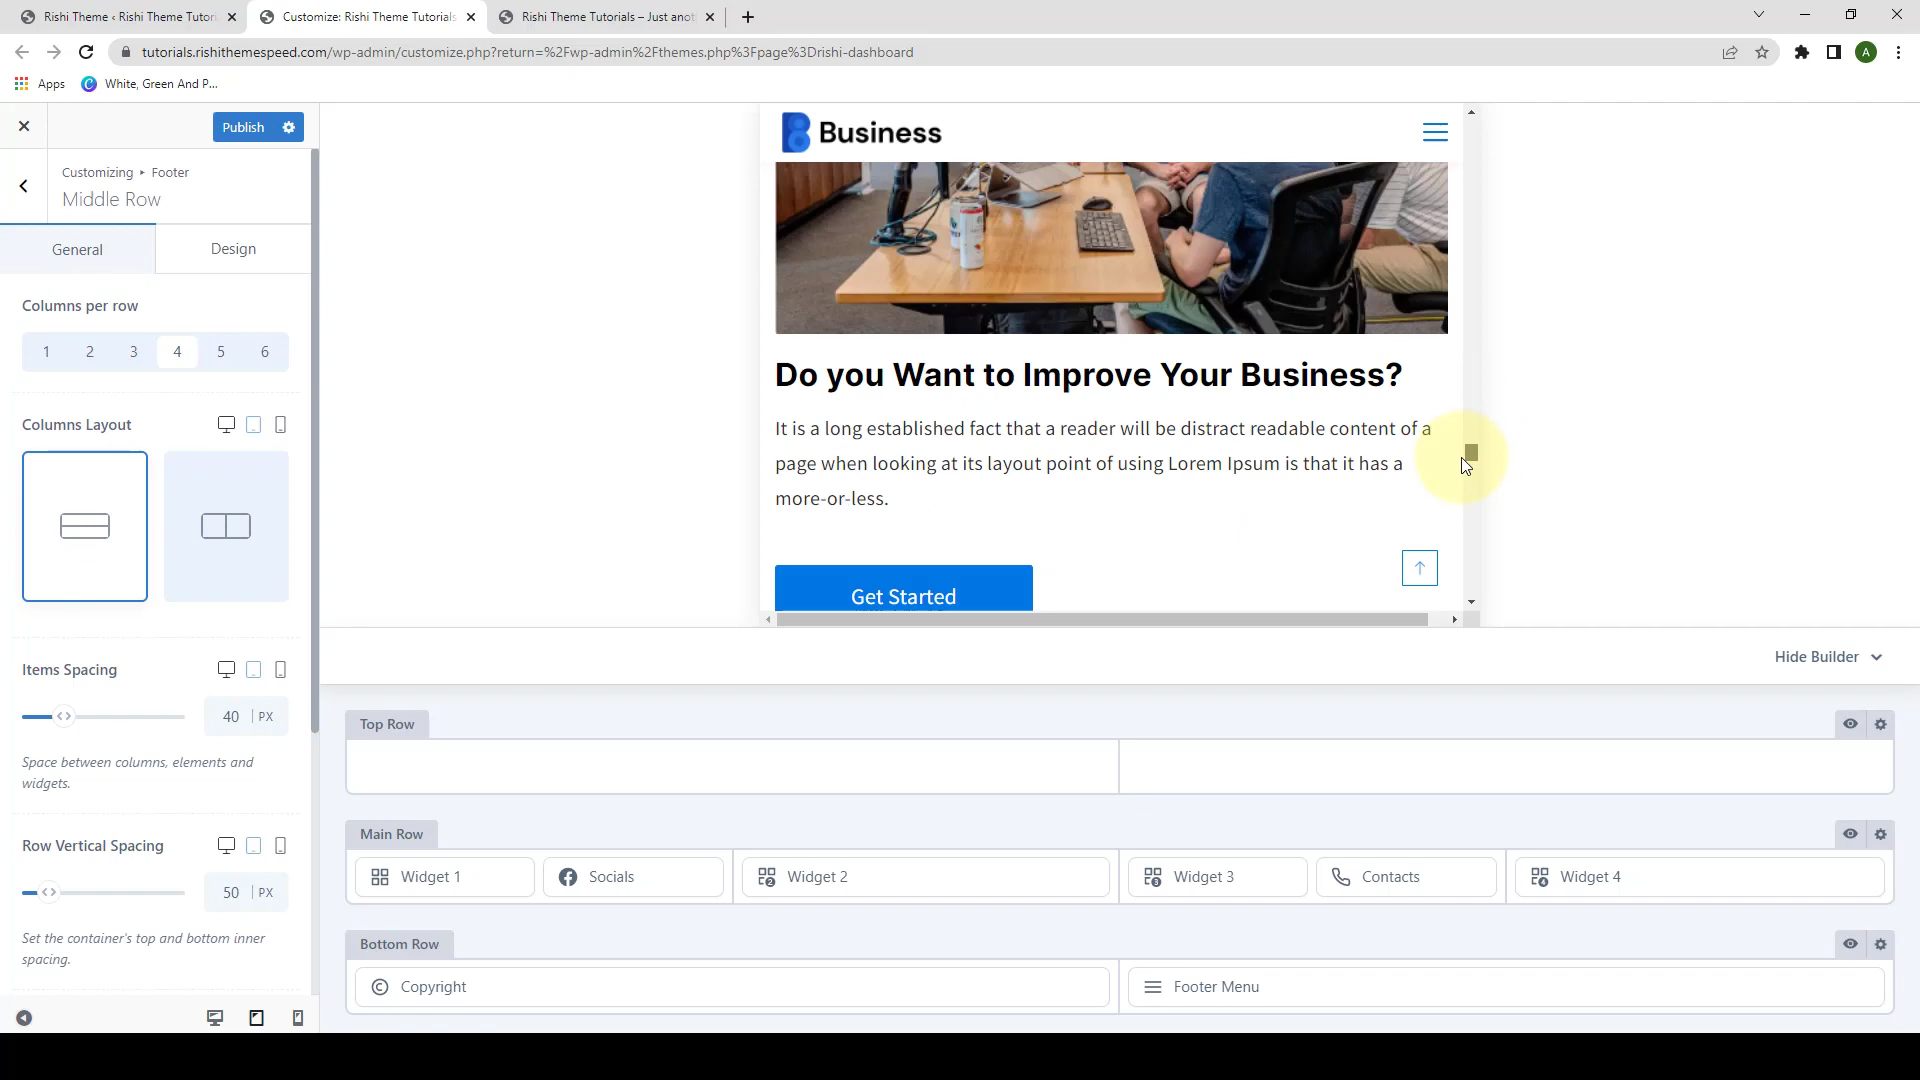 Rishi Theme ‹ Rishi Theme Tutori
Customize: Rishi Theme Tutorials
Rishi Theme Tutorials – Just anot
tutorials.rishithemespeed.com/wp-admin/customize.php?return=%2Fwp-admin%2Fthemes.php%3Fpage%3Drishi-dashboard
A
Apps
White, Green And P...
Publish
Customizing ▸ Footer
Middle Row
General
Design
Columns per row
1 2 3 4 5 6
Columns Layout
Items Spacing
40 | PX
Space between columns, elements and
widgets.
Row Vertical Spacing
50 | PX
Set the container's top and bottom inner
spacing.
Business
Do you Want to Improve Your Business?
It is a long established fact that a reader will be distract readable content of a
page when looking at its layout point of using Lorem Ipsum is that it has a
more-or-less.
Get Started
Hide Builder
Top Row
Main Row
Widget 1
Socials
Widget 2
Widget 3
Contacts
Widget 4
Bottom Row
Copyright
Footer Menu